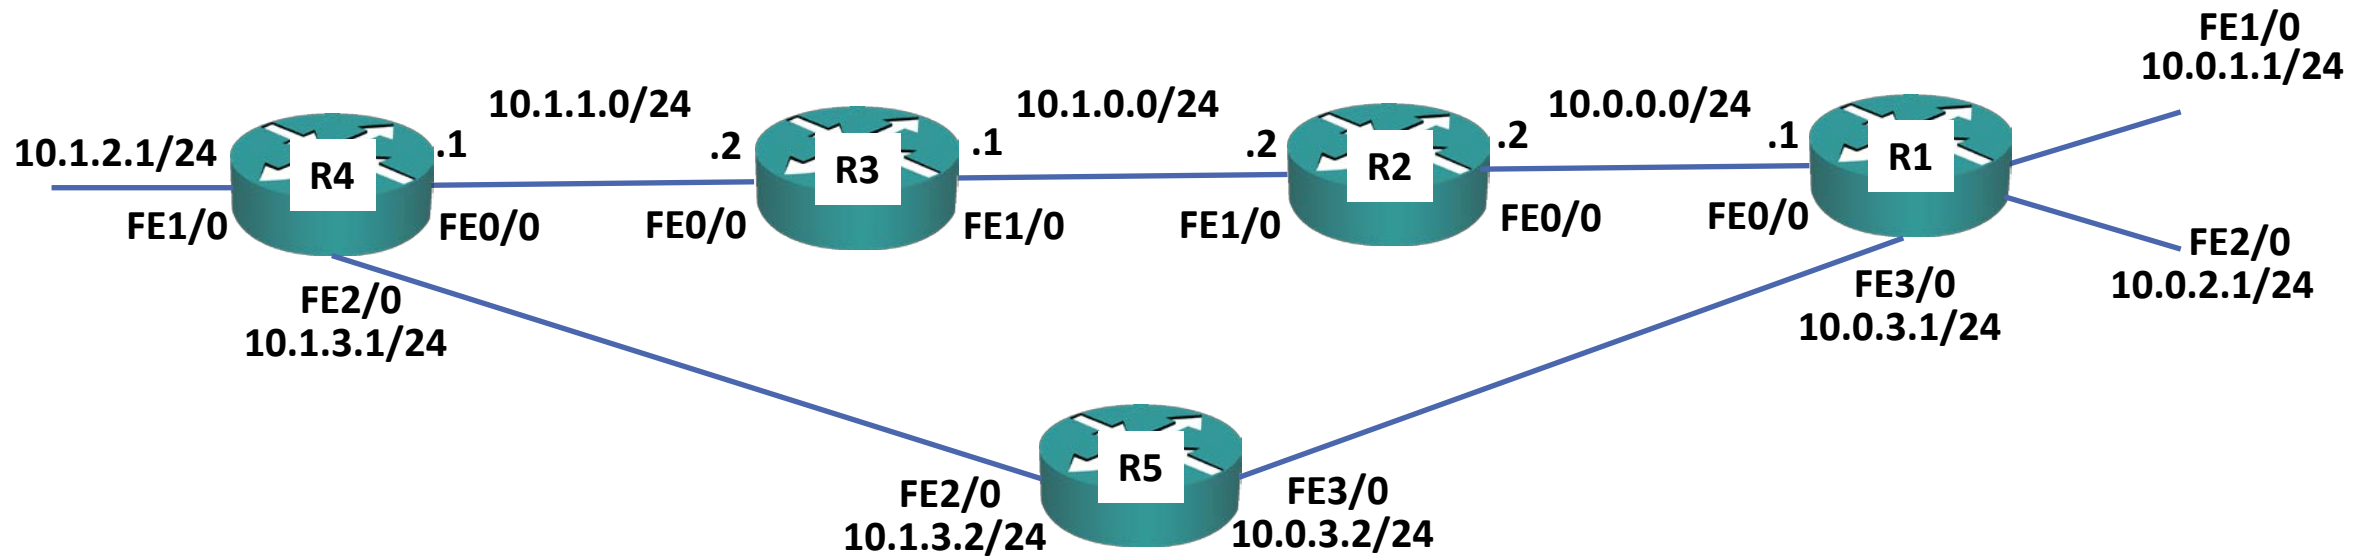 FE1/0
10.0.1.1/24
10.1.1.0/24
10.1.0.0/24
10.0.0.0/24
10.1.2.1/24
.1
.2
.1
.2
.2
.1
R4
R3
R2
R1
FE1/0
FE0/0
FE0/0
FE1/0
FE1/0
FE0/0
FE0/0
FE2/0
10.0.2.1/24
FE2/0
10.1.3.1/24
FE3/0
10.0.3.1/24
R5
FE2/0
10.1.3.2/24
FE3/0
10.0.3.2/24